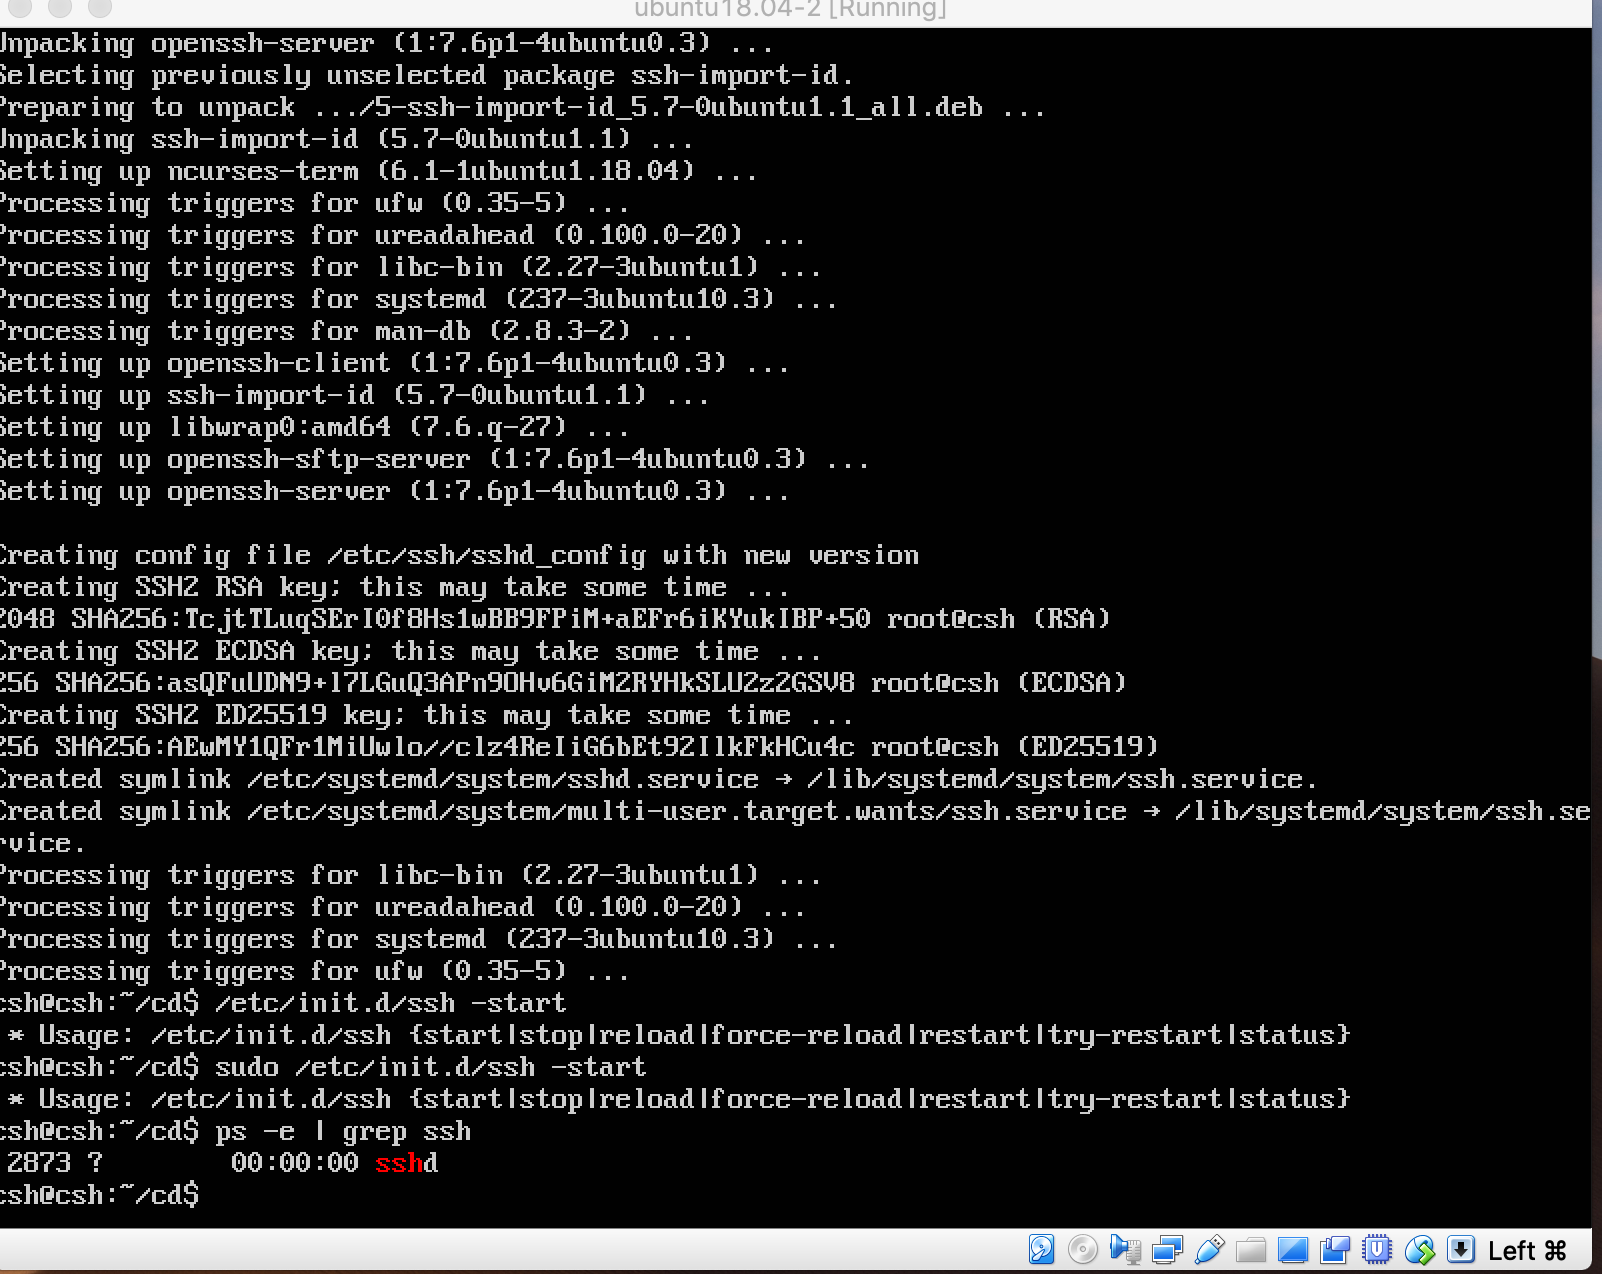 ubuntu18.04-2 [Running]
Unpacking openssh-server (1:7.6p1-4ubuntu0.3) ...
Selecting previously unselected package ssh-import-id.
Preparing to unpack .../5-ssh-import-id_5.7-0ubuntu1.1_all.deb ...
Unpacking ssh-import-id (5.7-0ubuntu1.1) ...
Setting up ncurses-term (6.1-1ubuntu1.18.04) ...
Processing triggers for ufw (0.35-5) ...
Processing triggers for ureadahead (0.100.0-20) ...
Processing triggers for libc-bin (2.27-3ubuntu1) ...
Processing triggers for systemd (237-3ubuntu10.3) ...
Processing triggers for man-db (2.8.3-2) ...
Setting up openssh-client (1:7.6p1-4ubuntu0.3) ...
Setting up ssh-import-id (5.7-0ubuntu1.1) ...
Setting up libwrap0:amd64 (7.6.q-27) ...
Setting up openssh-sftp-server (1:7.6p1-4ubuntu0.3) ...
Setting up openssh-server (1:7.6p1-4ubuntu0.3) ...
Creating config file /etc/ssh/sshd_config with new version
Creating SSH2 RSA key; this may take some time ...
2048 SHA256:TcjtTLuqSErI0f8Hs1wBB9FPiM+aEFr6iKYukIBP+50 root@csh (RSA)
Creating SSH2 ECDSA key; this may take some time ...
256 SHA256:asQFuUDN9+l7LGuQ3APn9OHv6GiM2RYHkSLU2z2GSV8 root@csh (ECDSA)
Creating SSH2 ED25519 key; this may take some time ...
256 SHA256:AEwMY1QFr1MiUwlo//clz4ReIiG6bEt92IlkFkHCu4c root@csh (ED25519)
Created symlink /etc/systemd/system/sshd.service → /lib/systemd/system/ssh.service.
Created symlink /etc/systemd/system/multi-user.target.wants/ssh.service → /lib/systemd/system/ssh.se
rvice.
Processing triggers for libc-bin (2.27-3ubuntu1) ...
Processing triggers for ureadahead (0.100.0-20) ...
Processing triggers for systemd (237-3ubuntu10.3) ...
Processing triggers for ufw (0.35-5) ...
csh@csh:~/cd$ /etc/init.d/ssh -start
* Usage: /etc/init.d/ssh {start|stop|reload|force-reload|restart|try-restart|status}
csh@csh:~/cd$ sudo /etc/init.d/ssh -start
* Usage: /etc/init.d/ssh {start|stop|reload|force-reload|restart|try-restart|status}
csh@csh:~/cd$ ps -e | grep ssh
2873 ? 00:00:00 sshd
csh@csh:~/cd$
Left ⌘